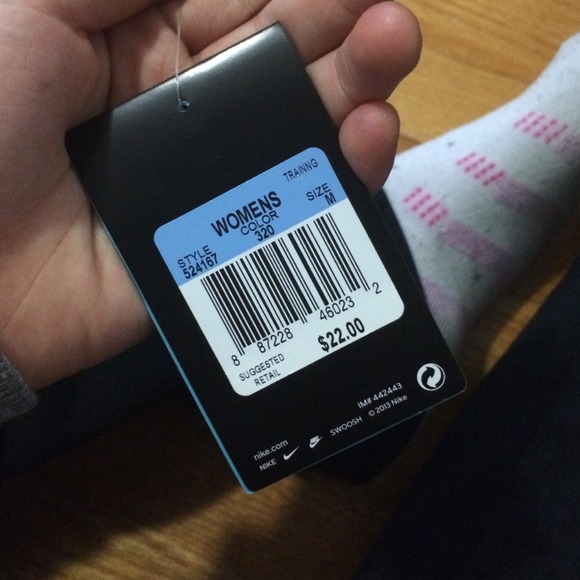 TRAINNG
WOMENS
STYLE COLOR SIZE
524167 320 M
8 87228 46023 2
SUGGESTED
RETAIL
$22.00
IM# 442443
nike.com © 2013 Nike
NIKE SWOOSH